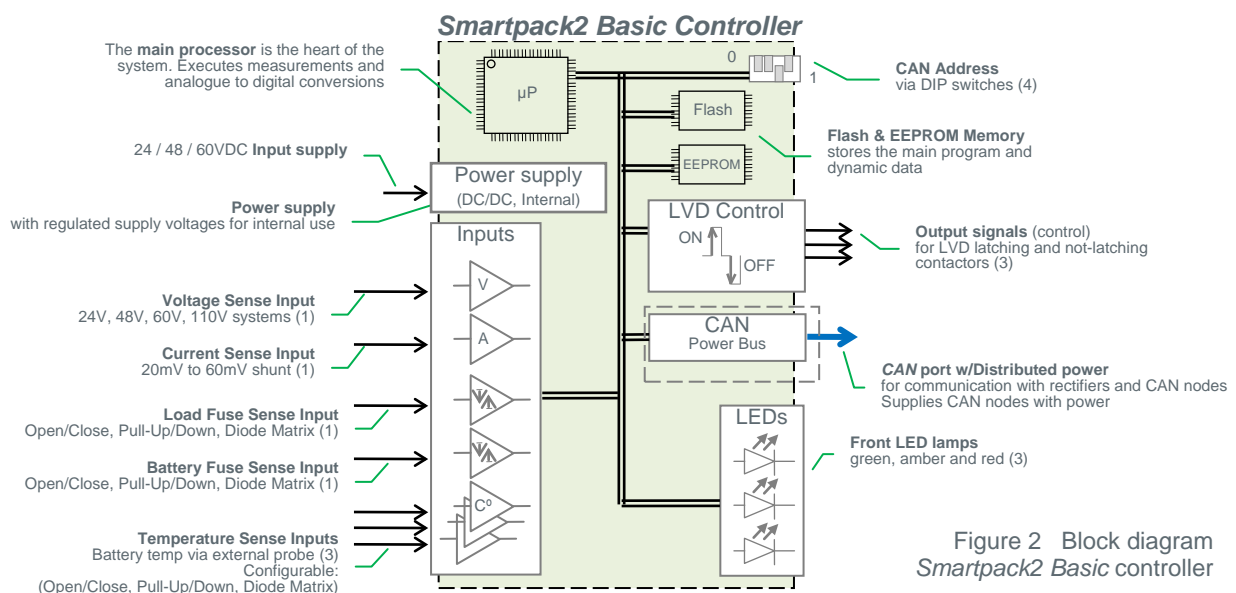 Smartpack2 Basic Controller
The main processor is the heart of the
system. Executes measurements and
analogue to digital conversions
µP
0
1
CAN Address
via DIP switches (4)
Flash
EEPROM
Flash & EEPROM Memory
stores the main program and
dynamic data
24 / 48 / 60VDC Input supply
Power supply
(DC/DC, Internal)
Power supply
with regulated supply voltages for internal use
LVD Control
ON
OFF
Output signals (control)
for LVD latching and not-latching
contactors (3)
Inputs
V
A
Cº
Voltage Sense Input
24V, 48V, 60V, 110V systems (1)
Current Sense Input
20mV to 60mV shunt (1)
Load Fuse Sense Input
Open/Close, Pull-Up/Down, Diode Matrix (1)
Battery Fuse Sense Input
Open/Close, Pull-Up/Down, Diode Matrix (1)
Temperature Sense Inputs
Battery temp via external probe (3)
Configurable:
(Open/Close, Pull-Up/Down, Diode Matrix)
CAN
Power Bus
CAN port w/Distributed power
for communication with rectifiers and CAN nodes
Supplies CAN nodes with power
LEDs
Front LED lamps
green, amber and red (3)
Figure 2 Block diagram
Smartpack2 Basic controller